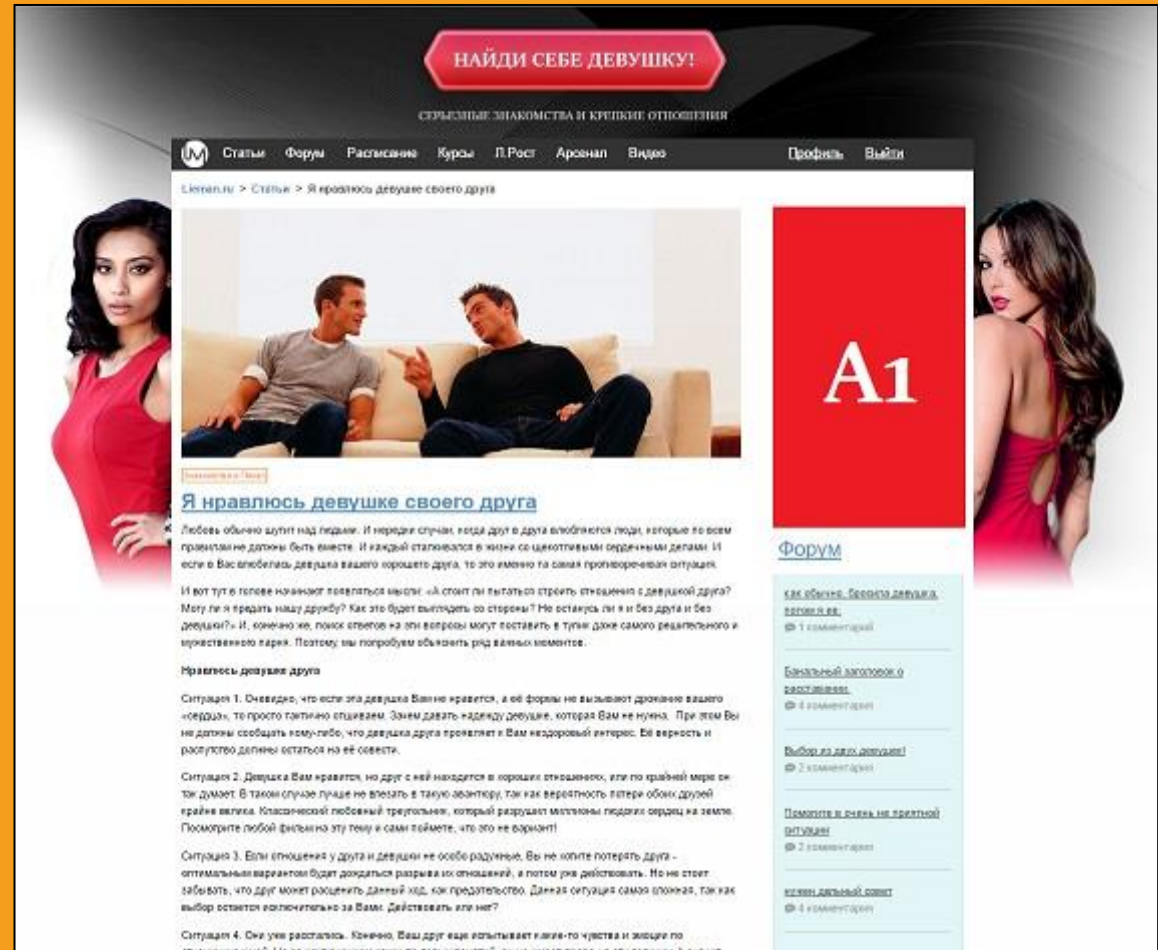 НАЙДИ СЕБЕ ДЕВУШКУ!
СЕРЬЕЗНЫЕ ЗНАКОМСТВА И КРЕПКИЕ ОТНОШЕНИЯ
Статьи Форум Расписание Курсы Л.Рост Арсенал Видео Профиль Выйти
> Статьи > Я нравлюсь девушке своего друга
A1
Я нравлюсь девушке своего друга
Любовь обычно шутит над людьми. И нередки случаи, когда друг в друга влюбляются люди, которые по всем
правилам не должны быть вместе. И каждый сталкивался в жизни со щекотливыми сердечными делами. И
если в Вас влюбилась девушка вашего хорошего друга, то это именно та самая противоречивая ситуация.
И вот тут в голове начинают появляться мысли: «А стоит ли пытаться строить отношения с девушкой друга?
Могу ли я предать нашу дружбу? Как это будет выглядеть со стороны? Не останусь ли я и без друга и без
девушки?» И, конечно же, поиск ответов на эти вопросы могут поставить в тупик даже самого решительного и
мужественного парня. Поэтому, мы попробуем объяснить ряд важных моментов.
Нравлюсь девушке друга
Ситуация 1. Очевидно, что если эта девушка Вам не нравится, а её формы не вызывают дрожание вашего
«сердца», то просто тактично отшиваем. Зачем давать надежду девушке, которая Вам не нужна. При этом Вы
не должны сообщать кому-либо, что девушка друга проявляет к Вам нездоровый интерес. Её верность и
распутство должны остаться на её совести.
Ситуация 2. Девушка Вам нравится, но друг с ней находится в хороших отношениях, или по крайней мере он
так думает. В таком случае лучше не влезать в такую авантюру, так как вероятность потери обоих друзей
крайне велика. Классический любовный треугольник, который разрушил миллионы людских сердец на земле.
Посмотрите любой фильм на эту тему и сами поймете, что это не вариант!
Ситуация 3. Если отношения у друга и девушки не особо радужные, Вы не хотите потерять друга -
оптимальным вариантом будет дождаться разрыва их отношений, а потом уже действовать. Но не стоит
забывать, что друг может расценить данный ход, как предательство. Данная ситуация самая сложная, так как
выбор остается исключительно за Вами. Действовать или нет?
Ситуация 4. Они уже расстались. Конечно, Ваш друг еще испытывает какие-то чувства и эмоции по
Форум
как обычно, бросила девушка,
потом я ее.
1 комментарий
Банальный заголовок о
расставании.
4 комментария
Выбор из двух девушек!
2 комментария
Помогите в очень не приятной
ситуации
2 комментария
нужен дельный совет
4 комментария